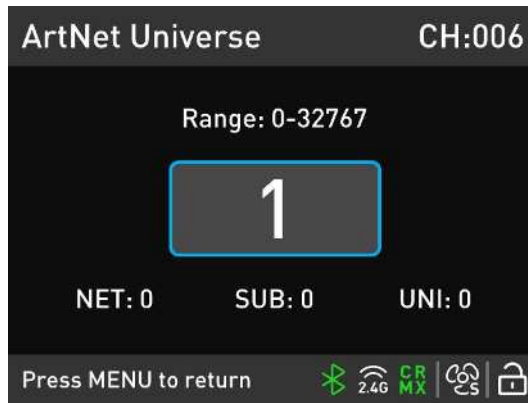 ArtNet Universe CH:006
Range: 0-32767
1
NET: 0 SUB: 0 UNI: 0
Press MENU to return 2.4G CR MX S